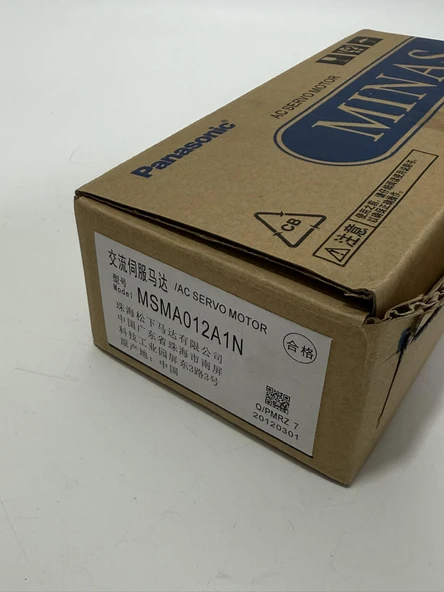 MINAS
AC SERVO MOTOR
Panasonic
CB
注意
交流伺服马达 /AC SERVO MOTOR
型号
Model: MSMA012A1N
珠海松下马达有限公司
中国广东省珠海市南屏
科技工业园屏东3路3号
原产地: 中国
合格
Q/PMRZ 7
20120301